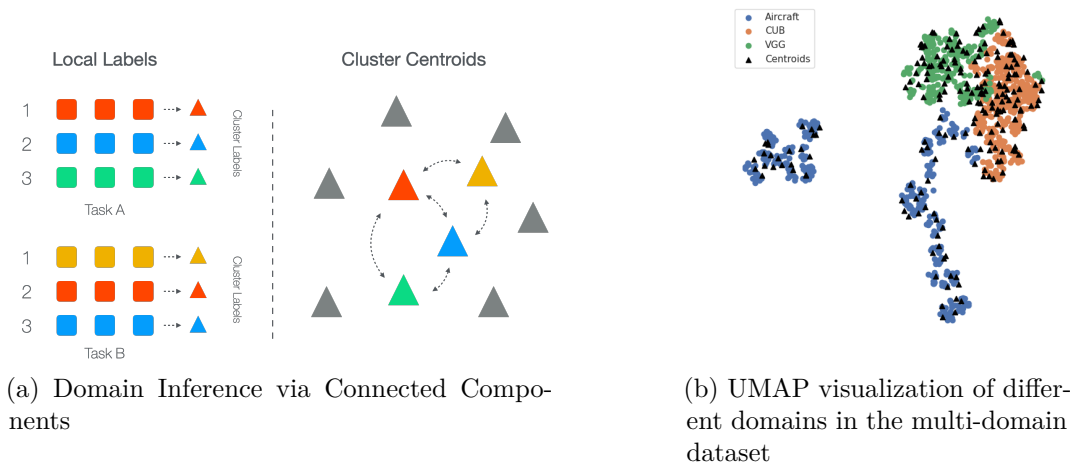 Local Labels
1
2
3
Cluster Labels
Task A
1
2
3
Cluster Labels
Task B
Cluster Centroids
Aircraft
CUB
VGG
Centroids
(a) Domain Inference via Connected Compo-
nents
(b) UMAP visualization of differ-
ent domains in the multi-domain
dataset